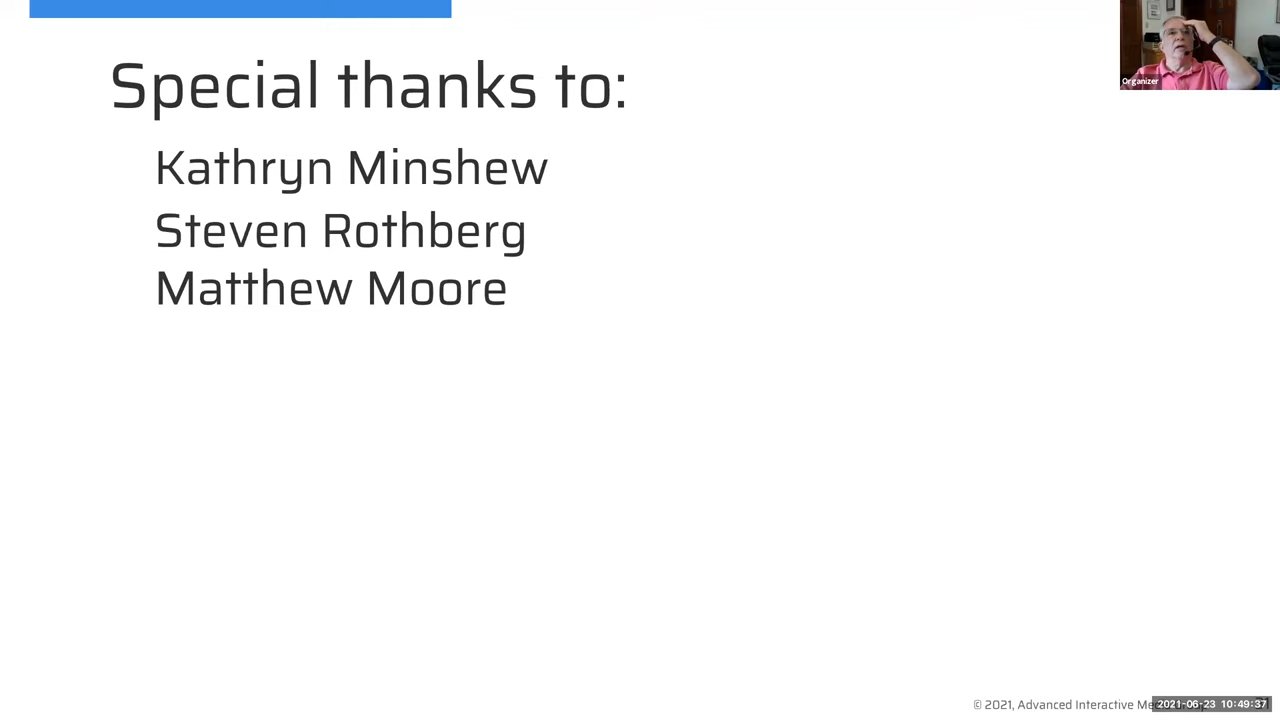 Special thanks to:
Kathryn Minshew
Steven Rothberg
Matthew Moore
Organizer
© 2021, Advanced Interactive
2021-06-23 10:49:37